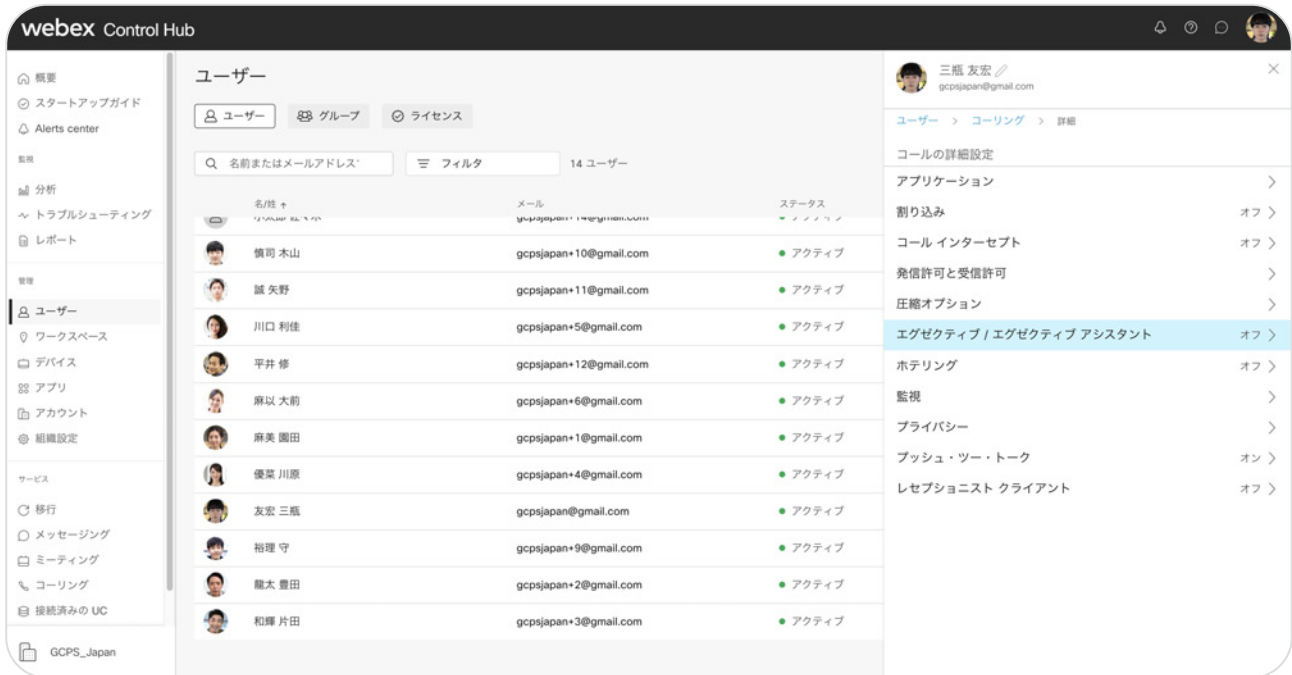 webex Control Hub
概要
スタートアップガイド
Alerts center
監視
分析
トラブルシューティング
レポート
管理
ユーザー
ワークスペース
デバイス
アプリ
アカウント
組織設定
サービス
移行
メッセージング
ミーティング
コーリング
接続済みの UC
GCPS_Japan
ユーザー
ユーザー グループ ライセンス
名前またはメールアドレス
フィルタ
14 ユーザー
名/姓 ↑ メール ステータス
慎司 木山 gcpsjapan+10@gmail.com アクティブ
誠 矢野 gcpsjapan+11@gmail.com アクティブ
川口 利佳 gcpsjapan+5@gmail.com アクティブ
平井 修 gcpsjapan+12@gmail.com アクティブ
麻以 大前 gcpsjapan+6@gmail.com アクティブ
麻美 園田 gcpsjapan+1@gmail.com アクティブ
優菜 川原 gcpsjapan+4@gmail.com アクティブ
友宏 三瓶 gcpsjapan@gmail.com アクティブ
裕理 守 gcpsjapan+9@gmail.com アクティブ
龍太 豊田 gcpsjapan+2@gmail.com アクティブ
和輝 片田 gcpsjapan+3@gmail.com アクティブ
三瓶 友宏
gcpsjapan@gmail.com
ユーザー > コーリング > 詳細
コールの詳細設定
アプリケーション
割り込み オフ
コール インターセプト オフ
発信許可と受信許可
圧縮オプション
エグゼクティブ / エグゼクティブ アシスタント オフ
ホテリング オフ
監視
プライバシー
プッシュ・ツー・トーク オン
レセプショニスト クライアント オフ